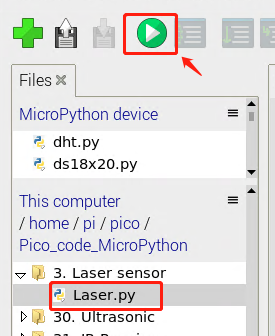 Files
MicroPython device
dht.py
ds18x20.py
This computer
/ home / pi / pico /
Pico_code_MicroPython
3. Laser sensor
Laser.py
30. Ultrasonic